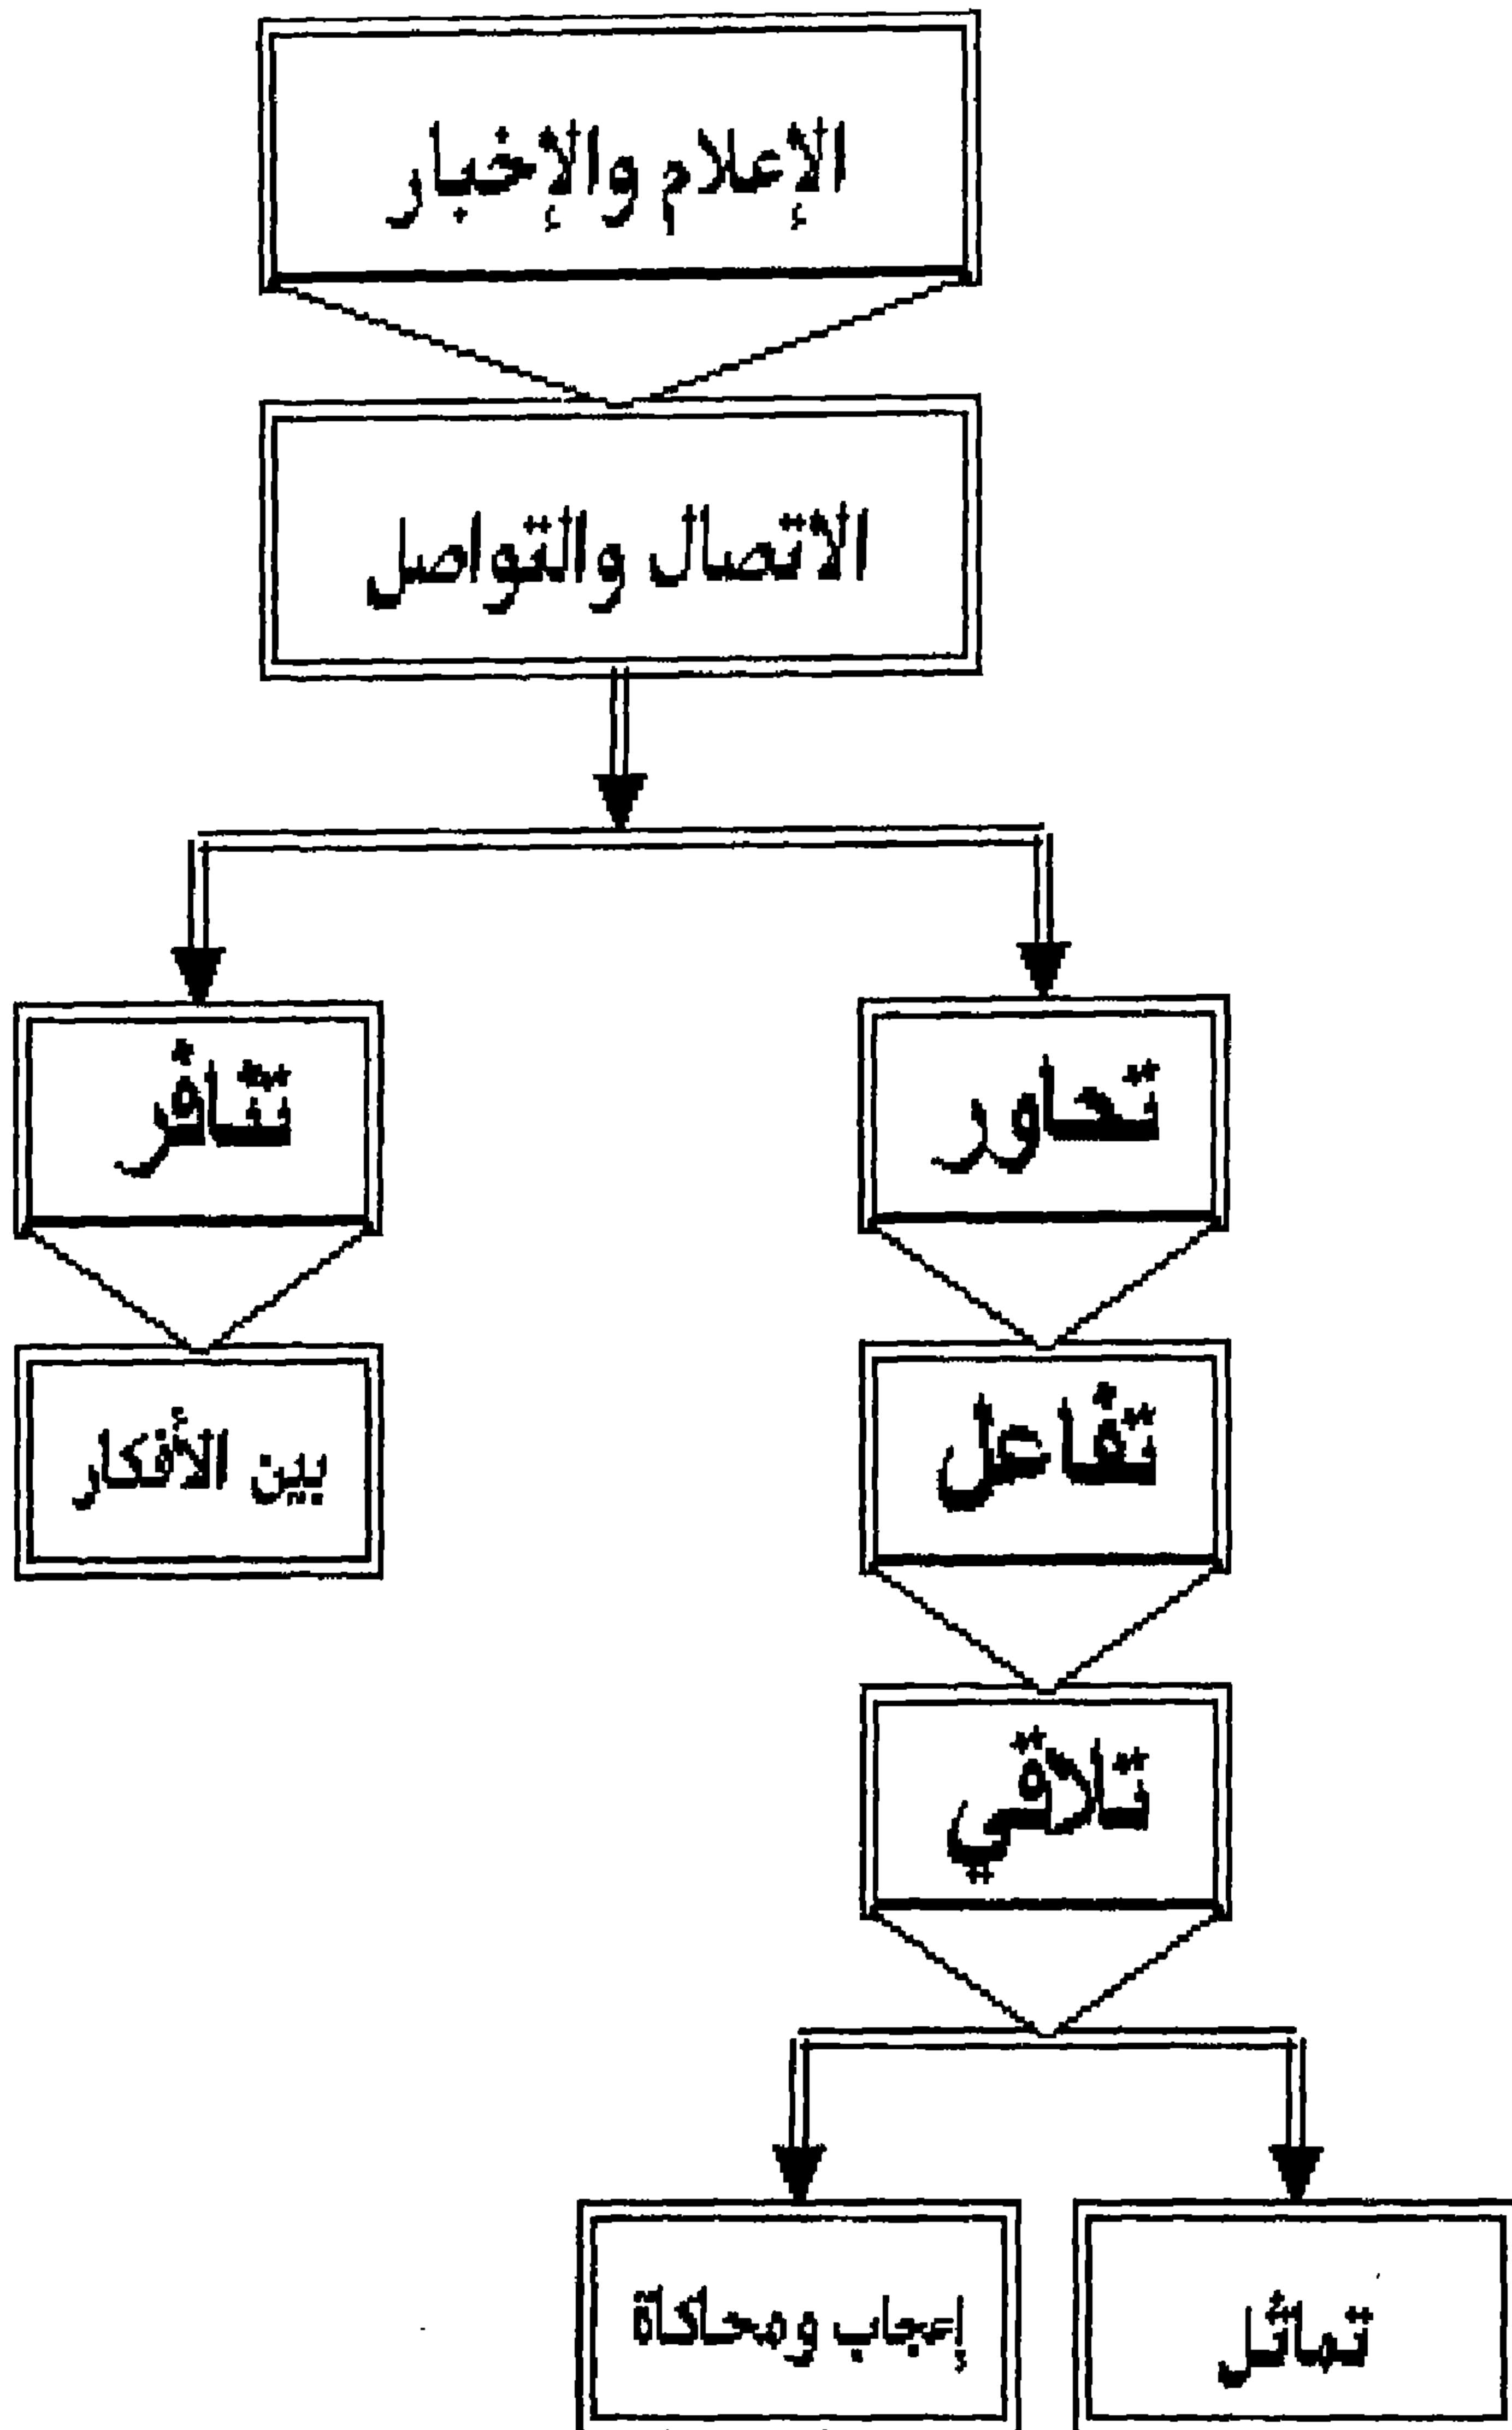 الإعلام والإخبار
الاتصال والتواصل
تحاور
تنافر
تفاعل
بين الأفكار
تلاقي
تماثل
إعجاب ومحاكاة